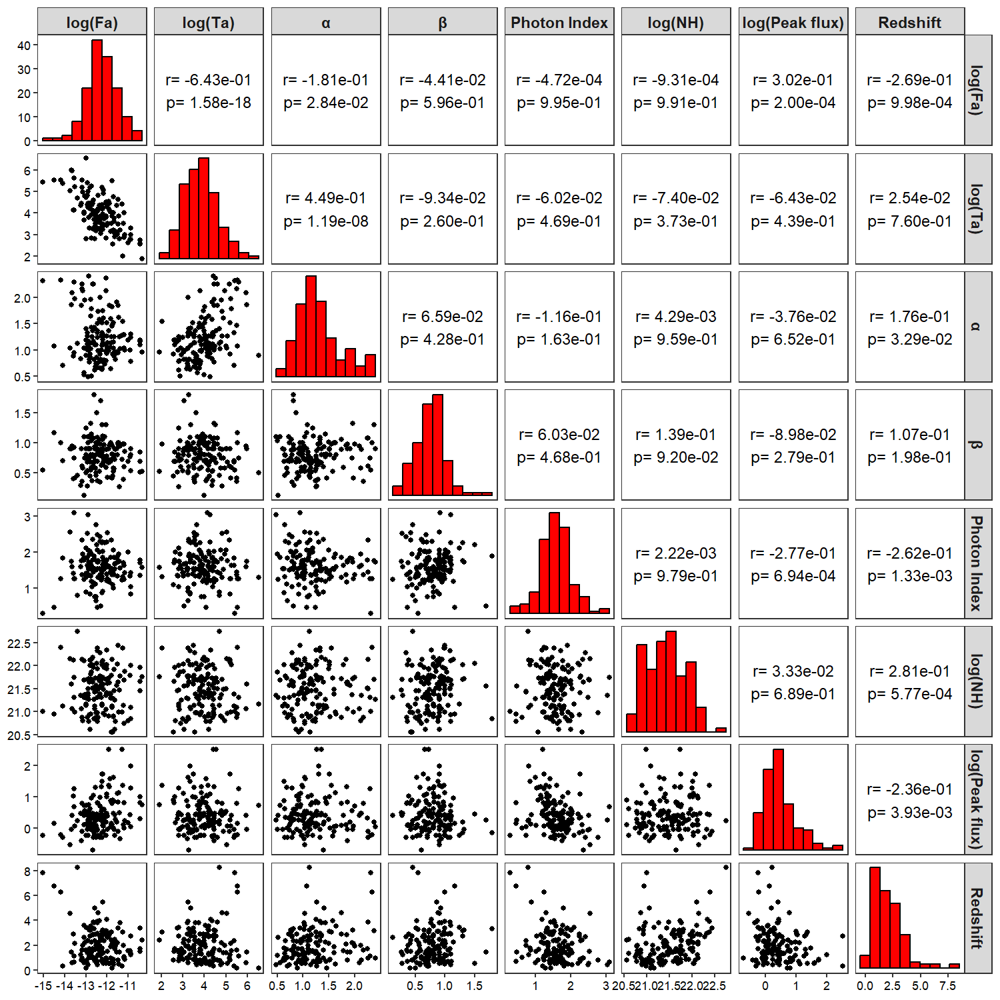 log(Fa) log(Ta) α β Photon Index log(NH) log(Peak flux) Redshift
40
30
20
10
0
r= -6.43e-01 r= -1.81e-01 r= -4.41e-02 r= -4.72e-04 r= -9.31e-04 r= 3.02e-01 r= -2.69e-01
p= 1.58e-18 p= 2.84e-02 p= 5.96e-01 p= 9.95e-01 p= 9.91e-01 p= 2.00e-04 p= 9.98e-04
log(Fa)
6
5
4
3
2
r= 4.49e-01 r= -9.34e-02 r= -6.02e-02 r= -7.40e-02 r= -6.43e-02 r= 2.54e-02
p= 1.19e-08 p= 2.60e-01 p= 4.69e-01 p= 3.73e-01 p= 4.39e-01 p= 7.60e-01
log(Ta)
2.0
1.5
1.0
0.5
r= 6.59e-02 r= -1.16e-01 r= 4.29e-03 r= -3.76e-02 r= 1.76e-01
p= 4.28e-01 p= 1.63e-01 p= 9.59e-01 p= 6.52e-01 p= 3.29e-02
α
1.5
1.0
0.5
r= 6.03e-02 r= 1.39e-01 r= -8.98e-02 r= 1.07e-01
p= 4.68e-01 p= 9.20e-02 p= 2.79e-01 p= 1.98e-01
β
3
2
1
r= 2.22e-03 r= -2.77e-01 r= -2.62e-01
p= 9.79e-01 p= 6.94e-04 p= 1.33e-03
Photon Index
22.5
22.0
21.5
21.0
20.5
r= 3.33e-02 r= 2.81e-01
p= 6.89e-01 p= 5.77e-04
log(NH)
2
1
0
r= -2.36e-01
p= 3.93e-03
log(Peak flux)
8
6
4
2
0
Redshift
-15 -14 -13 -12 -11 2 3 4 5 6 0.5 1.0 1.5 2.0 0.5 1.0 1.5 1 2 3 20.5 21.0 21.5 22.0 22.5 0 1 2 0.0 2.5 5.0 7.5